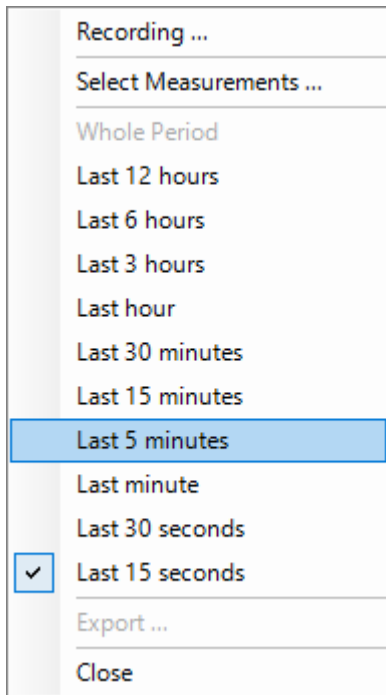 Recording ...
Select Measurements ...
Whole Period
Last 12 hours
Last 6 hours
Last 3 hours
Last hour
Last 30 minutes
Last 15 minutes
Last 5 minutes
Last minute
Last 30 seconds
Last 15 seconds
Export ...
Close